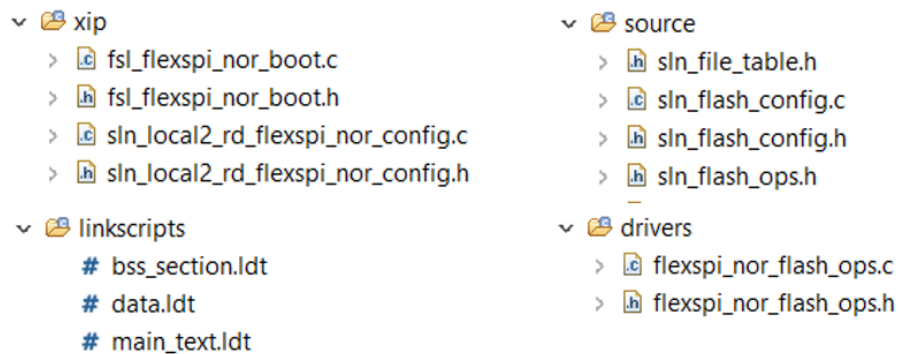 xip
fsl_flexspi_nor_boot.c
fsl_flexspi_nor_boot.h
sln_local2_rd_flexspi_nor_config.c
sln_local2_rd_flexspi_nor_config.h
linkscripts
bss_section.ldt
data.ldt
main_text.ldt
source
sln_file_table.h
sln_flash_config.c
sln_flash_config.h
sln_flash_ops.h
drivers
flexspi_nor_flash_ops.c
flexspi_nor_flash_ops.h